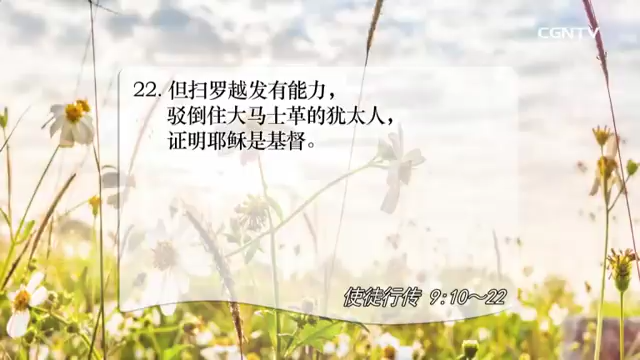 CGNTV
22. 但扫罗越发有能力，
驳倒住大马士革的犹太人，
证明耶稣是基督。
使徒行传 9:10~22